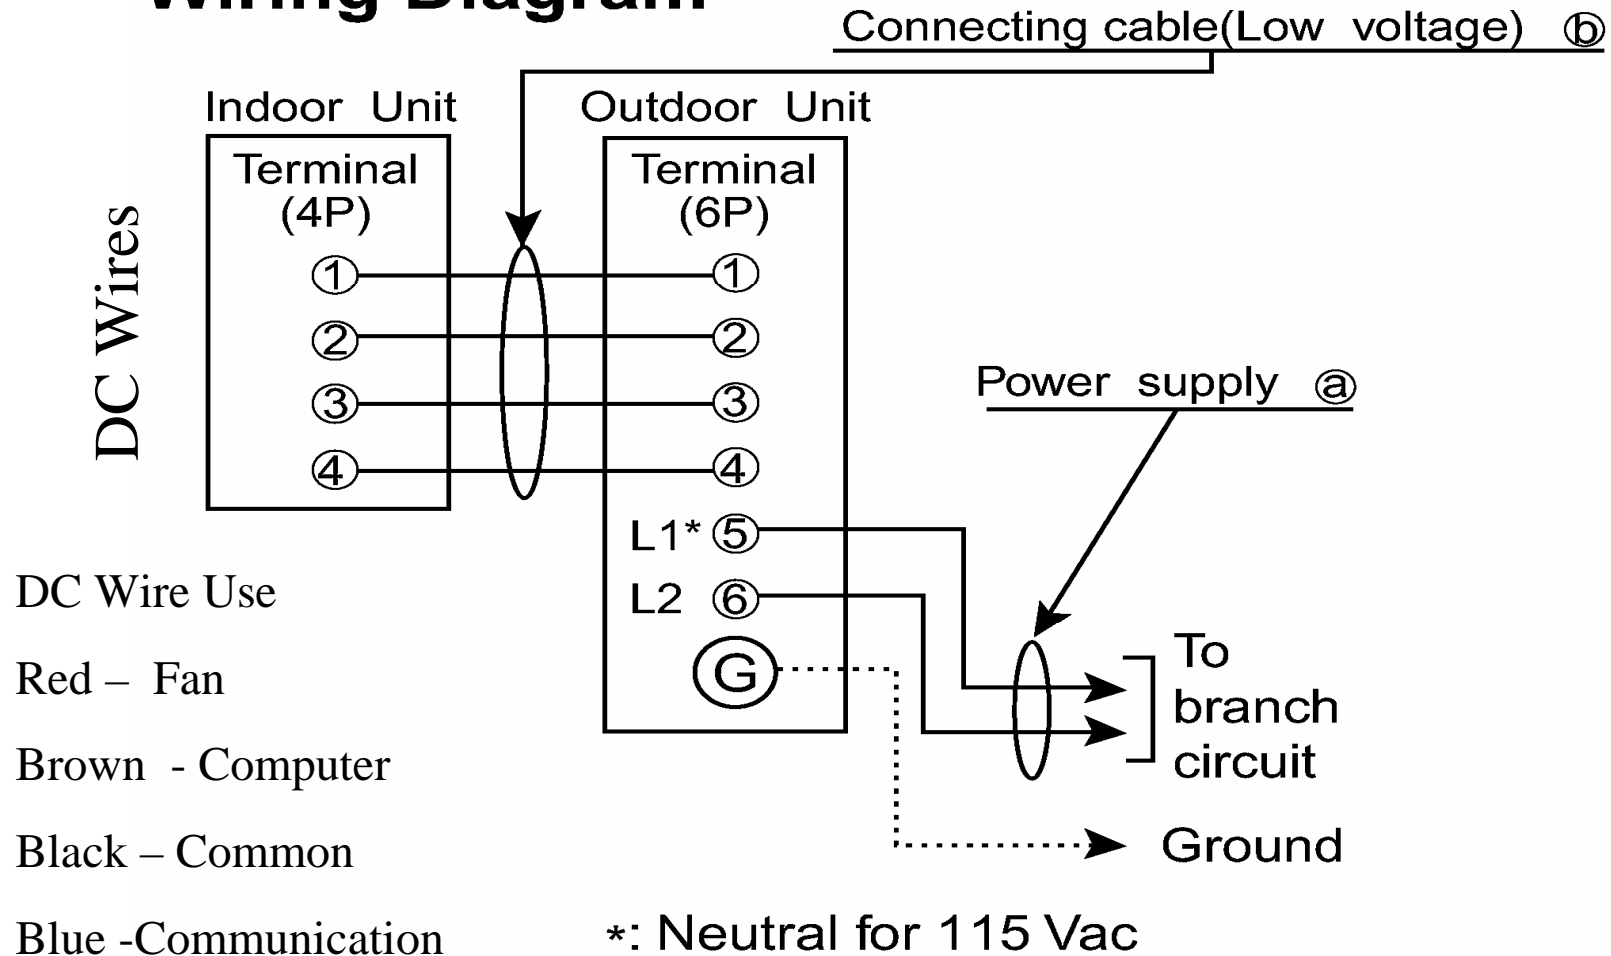 Wiring Diagram
Connecting cable(Low voltage) ⓑ
Indoor Unit
Outdoor Unit
Terminal
(4P)
Terminal
(6P)
DC Wires
① ①
② ②
③ ③
④ ④
L1* ⑤
L2 ⑥
G
Power supply ⓐ
To
branch
circuit
Ground
DC Wire Use
Red – Fan
Brown - Computer
Black – Common
Blue -Communication
*: Neutral for 115 Vac